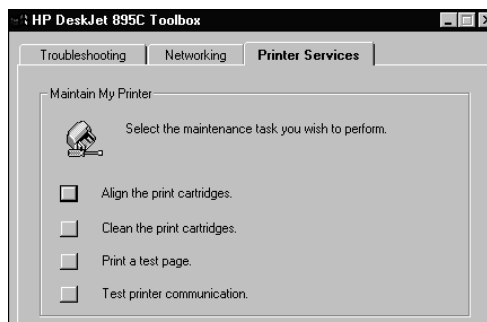 HP DeskJet 895C Toolbox
Troubleshooting Networking Printer Services
Maintain My Printer
Select the maintenance task you wish to perform.
Align the print cartridges.
Clean the print cartridges.
Print a test page.
Test printer communication.